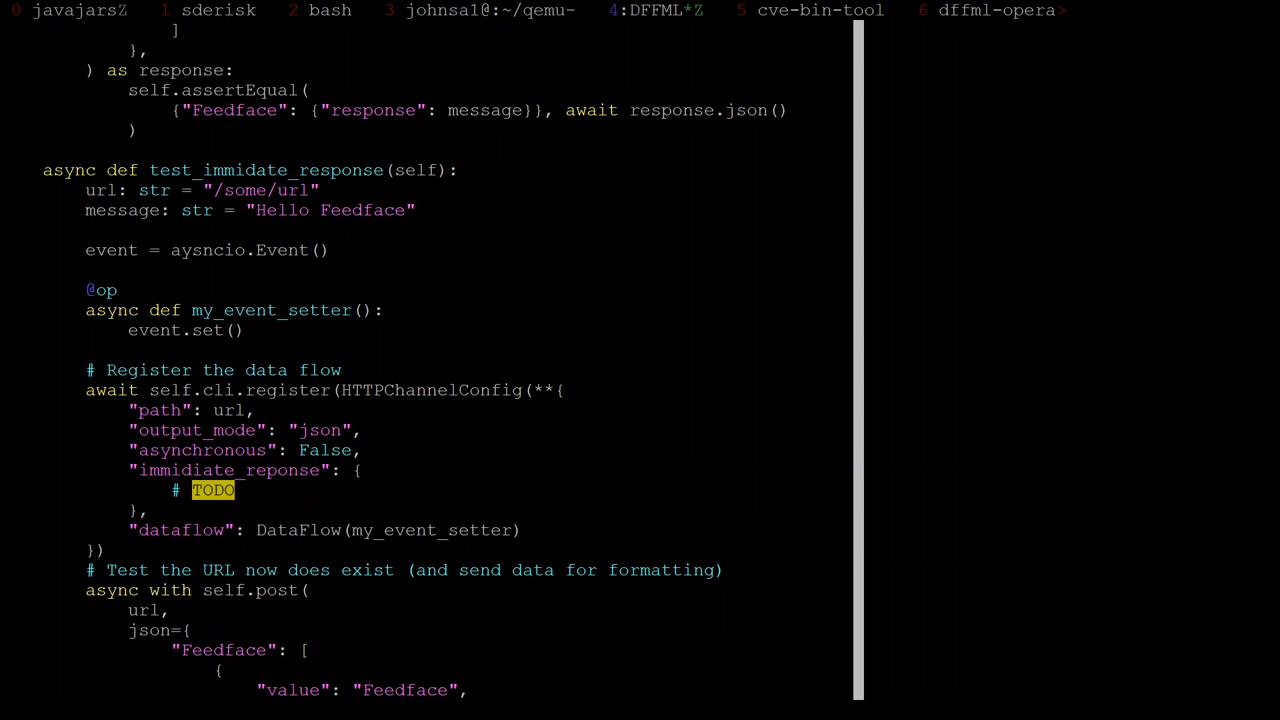 0 javajarsZ  1 sderisk  2 bash  3 johnsa1@:~/qemu-  4:DFFML*Z  5 cve-bin-tool  6 dffml-opera>
            ]
        },
    ) as response:
        self.assertEqual(
            {"Feedface": {"response": message}}, await response.json()
        )
async def test_immidate_response(self):
    url: str = "/some/url"
    message: str = "Hello Feedface"
    event = aysncio.Event()
    @op
    async def my_event_setter():
        event.set()
    # Register the data flow
    await self.cli.register(HTTPChannelConfig(**{
        "path": url,
        "output_mode": "json",
        "asynchronous": False,
        "immidiate_reponse": {
            # TODO
        },
        "dataflow": DataFlow(my_event_setter)
    })
    # Test the URL now does exist (and send data for formatting)
    async with self.post(
        url,
        json={
            "Feedface": [
                {
                    "value": "Feedface",